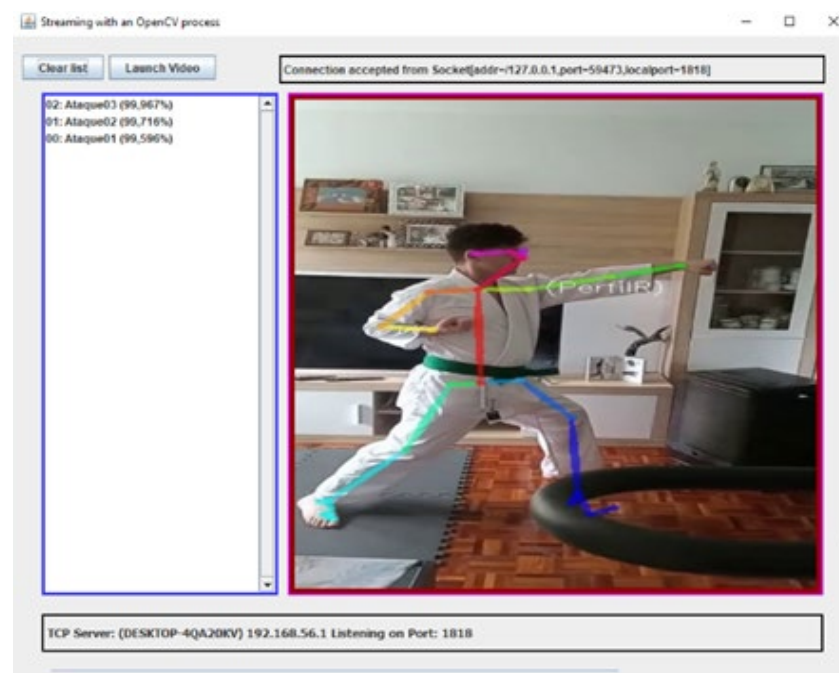 Streaming with an OpenCV process
Clear list
Launch Video
Connection accepted from Socket[addr=/127.0.0.1,port=59473,localport=1818]
02: Ataque03 (99,967%)
01: Ataque02 (99,716%)
00: Ataque01 (99,596%)
(PerfilR)
TCP Server: (DESKTOP-4QA20KV) 192.168.56.1 Listening on Port: 1818